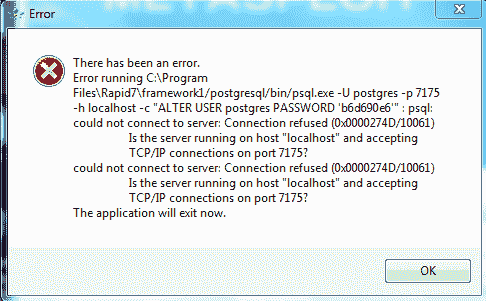 METASPLOIT
Error
There has been an error.
Error running C:\Program
Files\Rapid7\framework1/postgresql/bin/psql.exe -U postgres -p 7175
-h localhost -c "ALTER USER postgres PASSWORD 'b6d690e6'" : psql:
could not connect to server: Connection refused (0x0000274D/10061)
Is the server running on host "localhost" and accepting
TCP/IP connections on port 7175?
could not connect to server: Connection refused (0x0000274D/10061)
Is the server running on host "localhost" and accepting
TCP/IP connections on port 7175?
The application will exit now.
OK